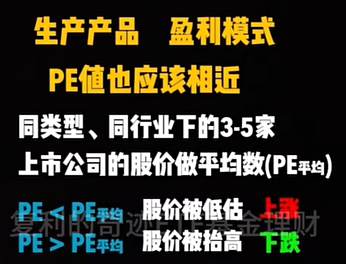 生产产品 盈利模式
PE值也应该相近
同类型、同行业下的3-5家
上市公司的股价做平均数(PE平均)
PE < PE平均 股价被低估 上涨
PE > PE平均 股价被抬高 下跌